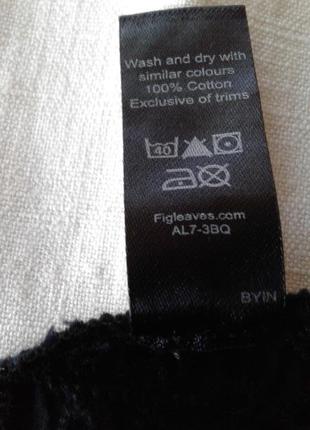 Wash and dry with
similar colours
100% Cotton
Exclusive of trims
40
Figleaves.com
AL7-3BQ
BYIN